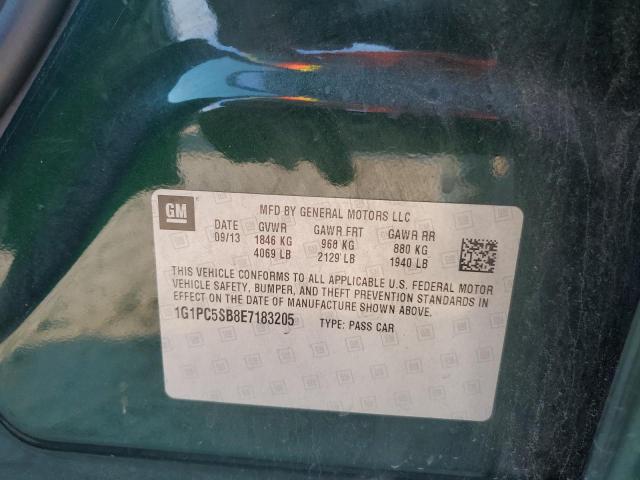 GM
MFD BY GENERAL MOTORS LLC
DATE GVWR GAWR FRT GAWR RR
09/13 1846 KG 968 KG 880 KG
4069 LB 2129 LB 1940 LB
THIS VEHICLE CONFORMS TO ALL APPLICABLE U.S. FEDERAL MOTOR
VEHICLE SAFETY, BUMPER, AND THEFT PREVENTION STANDARDS IN
EFFECT ON THE DATE OF MANUFACTURE SHOWN ABOVE.
1G1PC5SB8E7183205 TYPE: PASS CAR